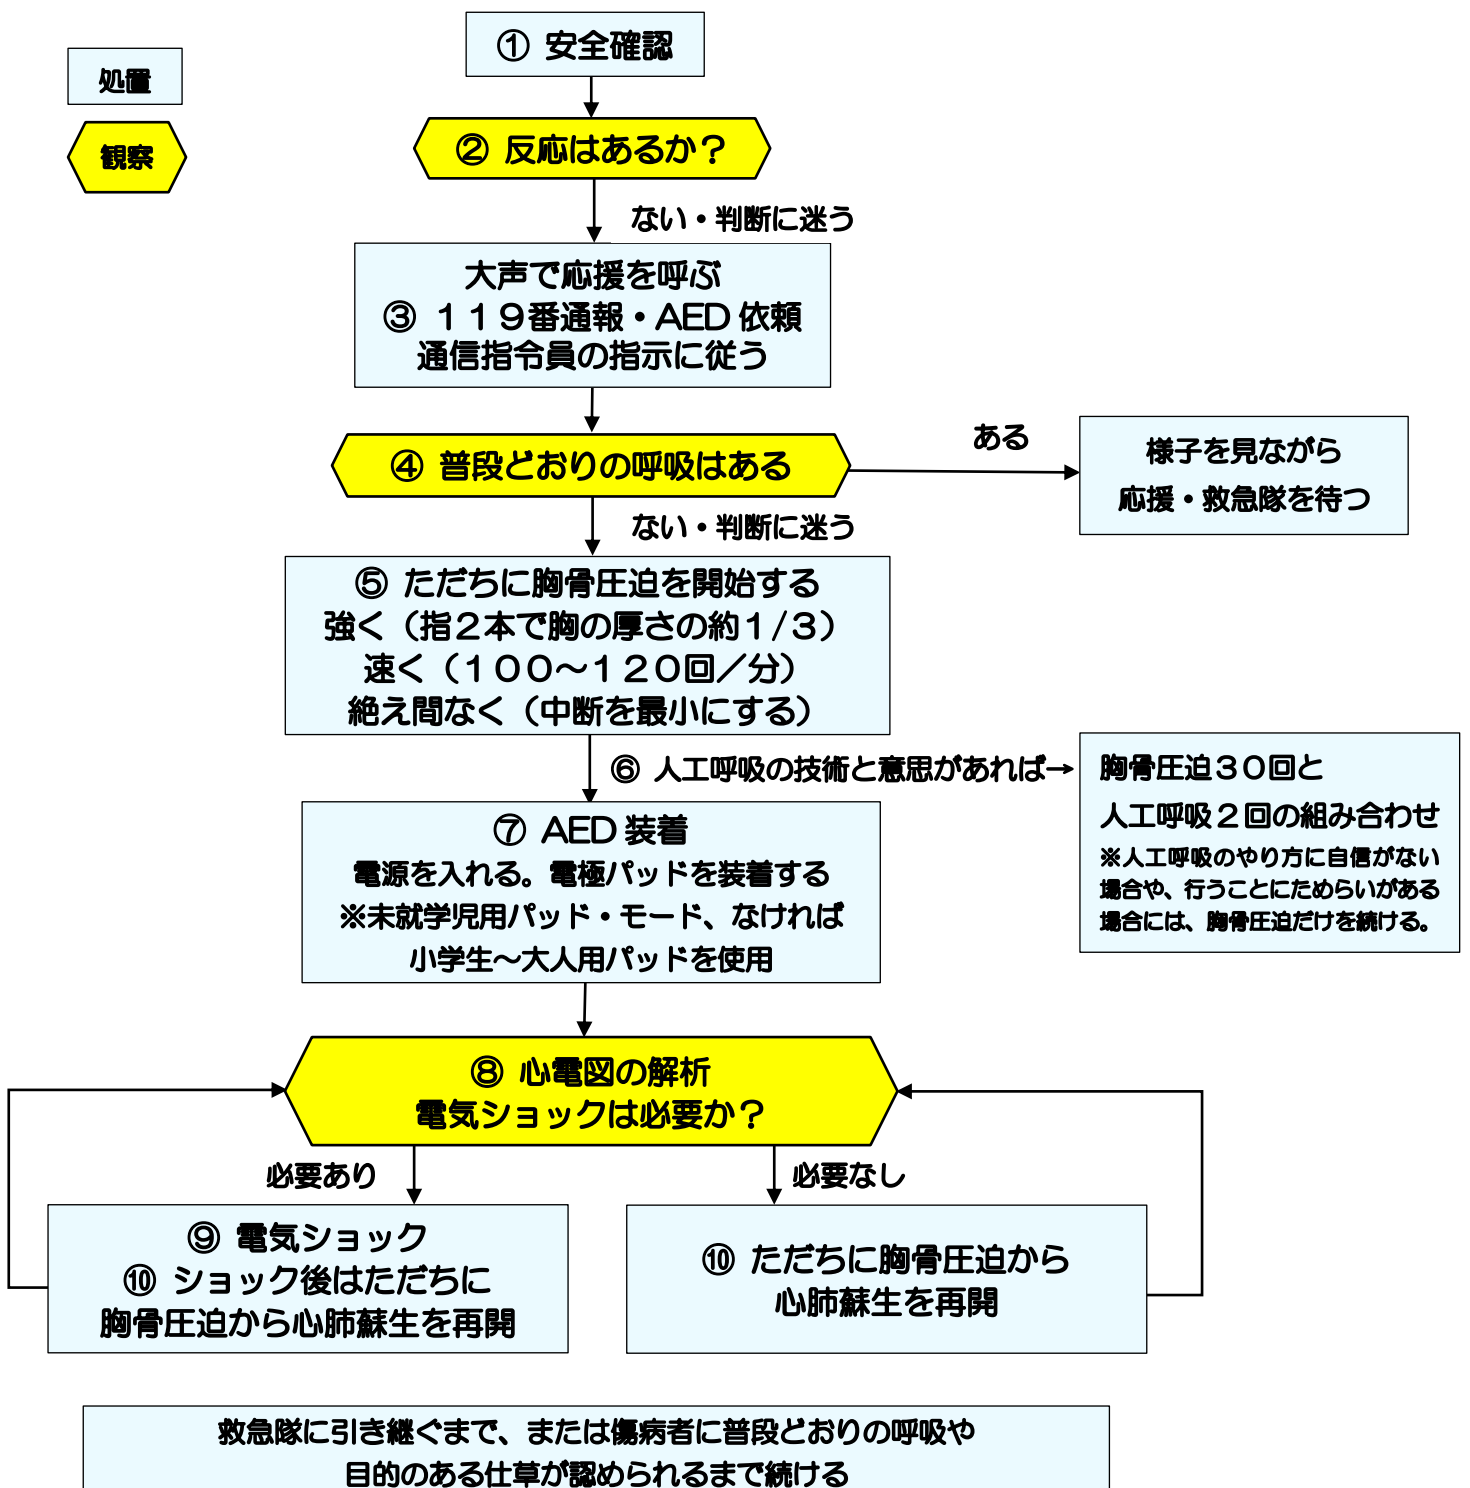 ① 安全確認
処置
観察
② 反応はあるか？
ない・判断に迷う
大声で応援を呼ぶ
③ １１９番通報・AED 依頼
通信指令員の指示に従う
④ 普段どおりの呼吸はある
ある
様子を見ながら
応援・救急隊を待つ
ない・判断に迷う
⑤ ただちに胸骨圧迫を開始する
強く（指２本で胸の厚さの約１/３）
速く（１００～１２０回／分）
絶え間なく（中断を最小にする）
⑥ 人工呼吸の技術と意思があれば→
胸骨圧迫３０回と
人工呼吸２回の組み合わせ
※人工呼吸のやり方に自信がない
場合や、行うことにためらいがある
場合には、胸骨圧迫だけを続ける。
⑦ AED 装着
電源を入れる。電極パッドを装着する
※未就学児用パッド・モード、なければ
小学生～大人用パッドを使用
⑧ 心電図の解析
電気ショックは必要か？
必要あり
必要なし
⑨ 電気ショック
⑩ ショック後はただちに
胸骨圧迫から心肺蘇生を再開
⑩ ただちに胸骨圧迫から
心肺蘇生を再開
救急隊に引き継ぐまで、または傷病者に普段どおりの呼吸や
目的のある仕草が認められるまで続ける